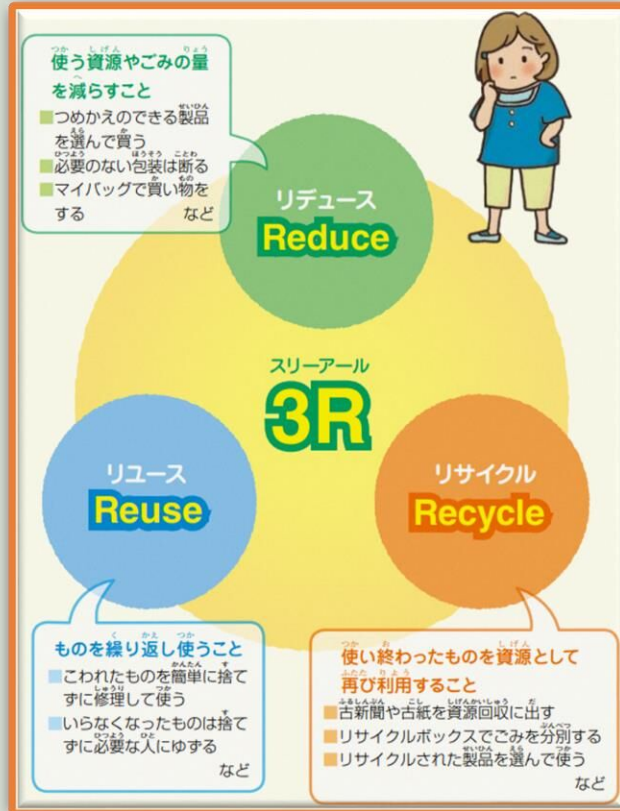 使う資源やごみの量
を減らすこと
■つめかえのできる製品
を選んで買う
■必要のない包装は断る
■マイバッグで買い物を
する など
リデュース
Reduce
スリーアール
3R
リユース
Reuse
リサイクル
Recycle
ものを繰り返し使うこと
■こわれたものを簡単に捨て
ずに修理して使う
■いらなくなったものは捨て
ずに必要な人にゆずる
など
使い終わったものを資源として
再び利用すること
■古新聞や古紙を資源回収に出す
■リサイクルボックスでごみを分別する
■リサイクルされた製品を選んで使う
など